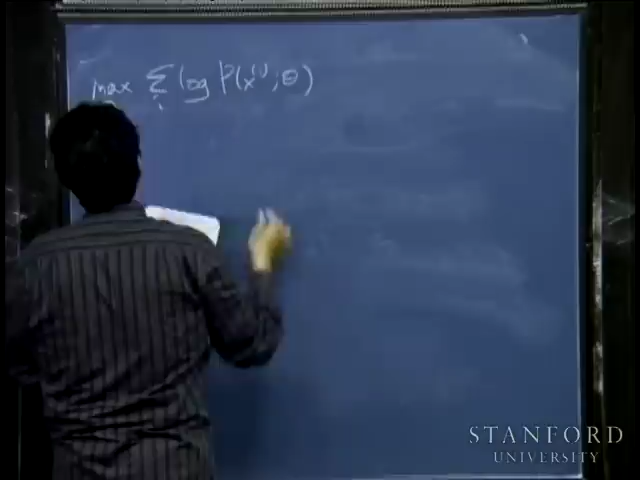 max Σ log P(x⁽ⁱ⁾; θ)
i
STANFORD
UNIVERSITY